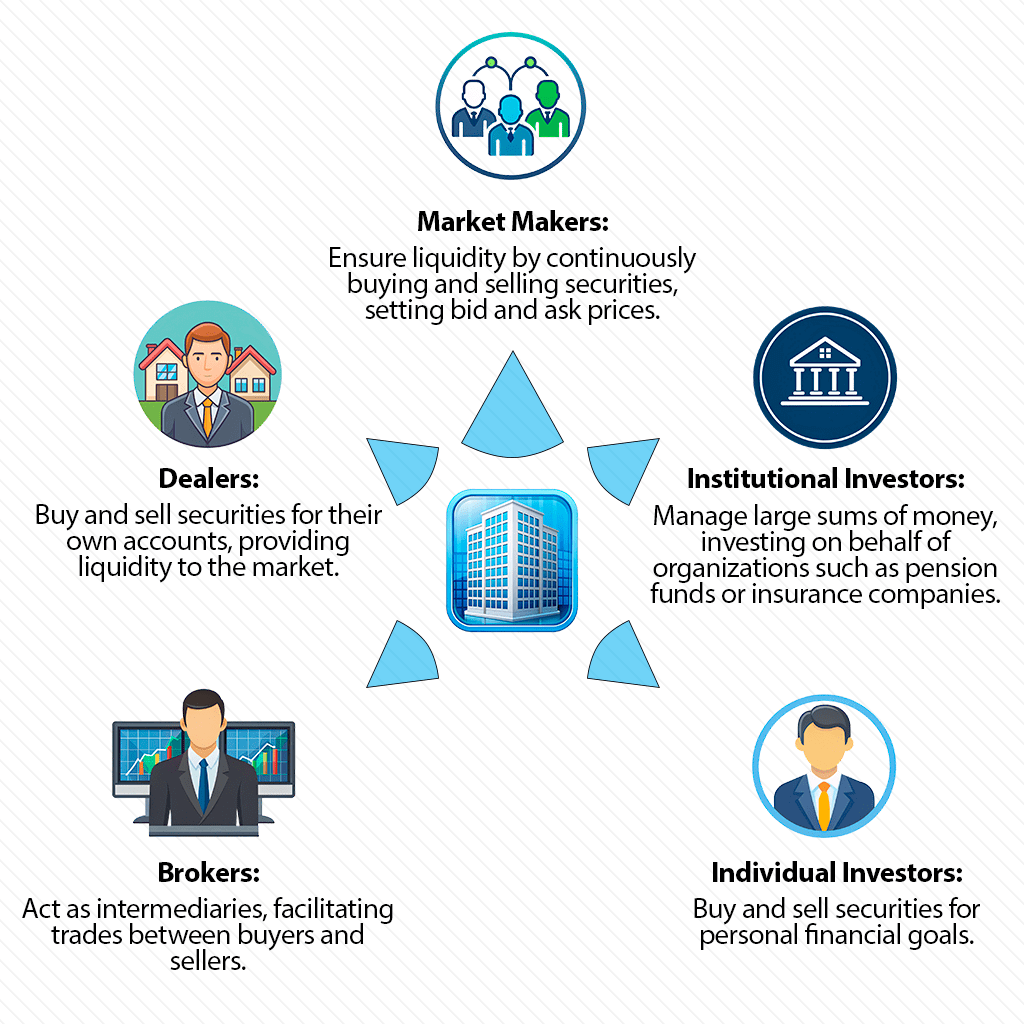 Market Makers:
Ensure liquidity by continuously
buying and selling securities,
setting bid and ask prices.
Dealers:
Buy and sell securities for their
own accounts, providing
liquidity to the market.
Institutional Investors:
Manage large sums of money,
investing on behalf of
organizations such as pension
funds or insurance companies.
Brokers:
Act as intermediaries, facilitating
trades between buyers and
sellers.
Individual Investors:
Buy and sell securities for
personal financial goals.